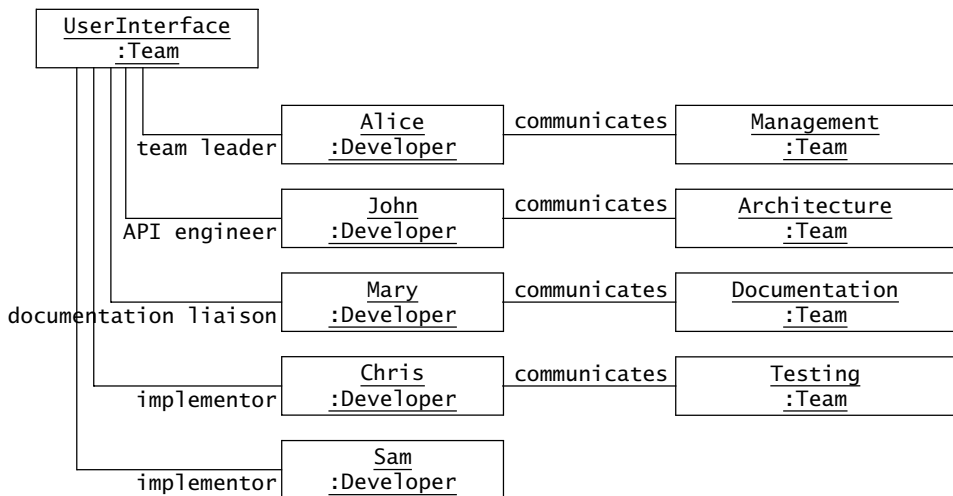 UserInterface
:Team
Alice
:Developer
communicates
Management
:Team
team leader
John
:Developer
communicates
Architecture
:Team
API engineer
Mary
:Developer
communicates
Documentation
:Team
documentation liaison
Chris
:Developer
communicates
Testing
:Team
implementor
Sam
:Developer
implementor